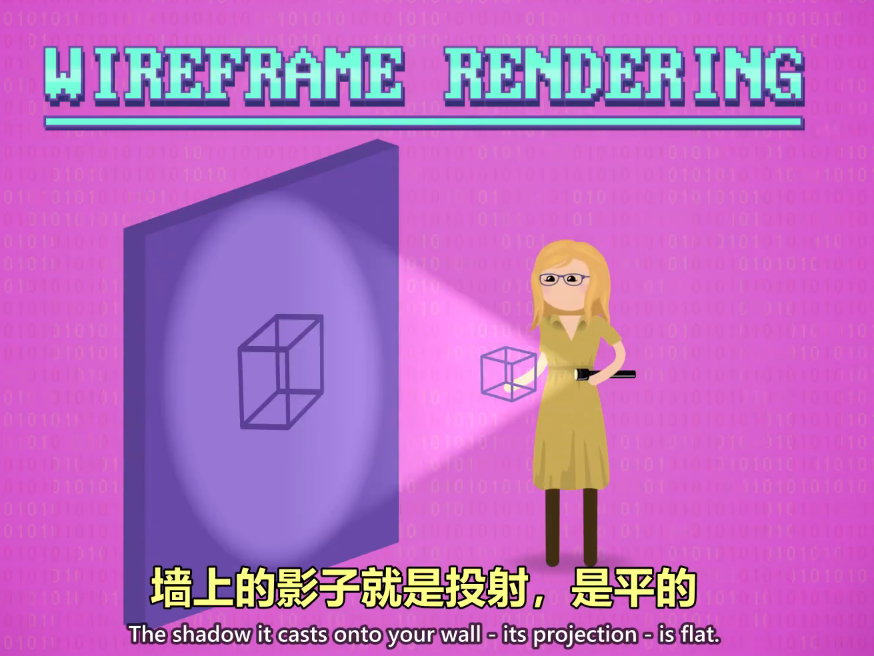 WIREFRAME RENDERING
墙上的影子就是投射，是平的
The shadow it casts onto your wall - its projection - is flat.